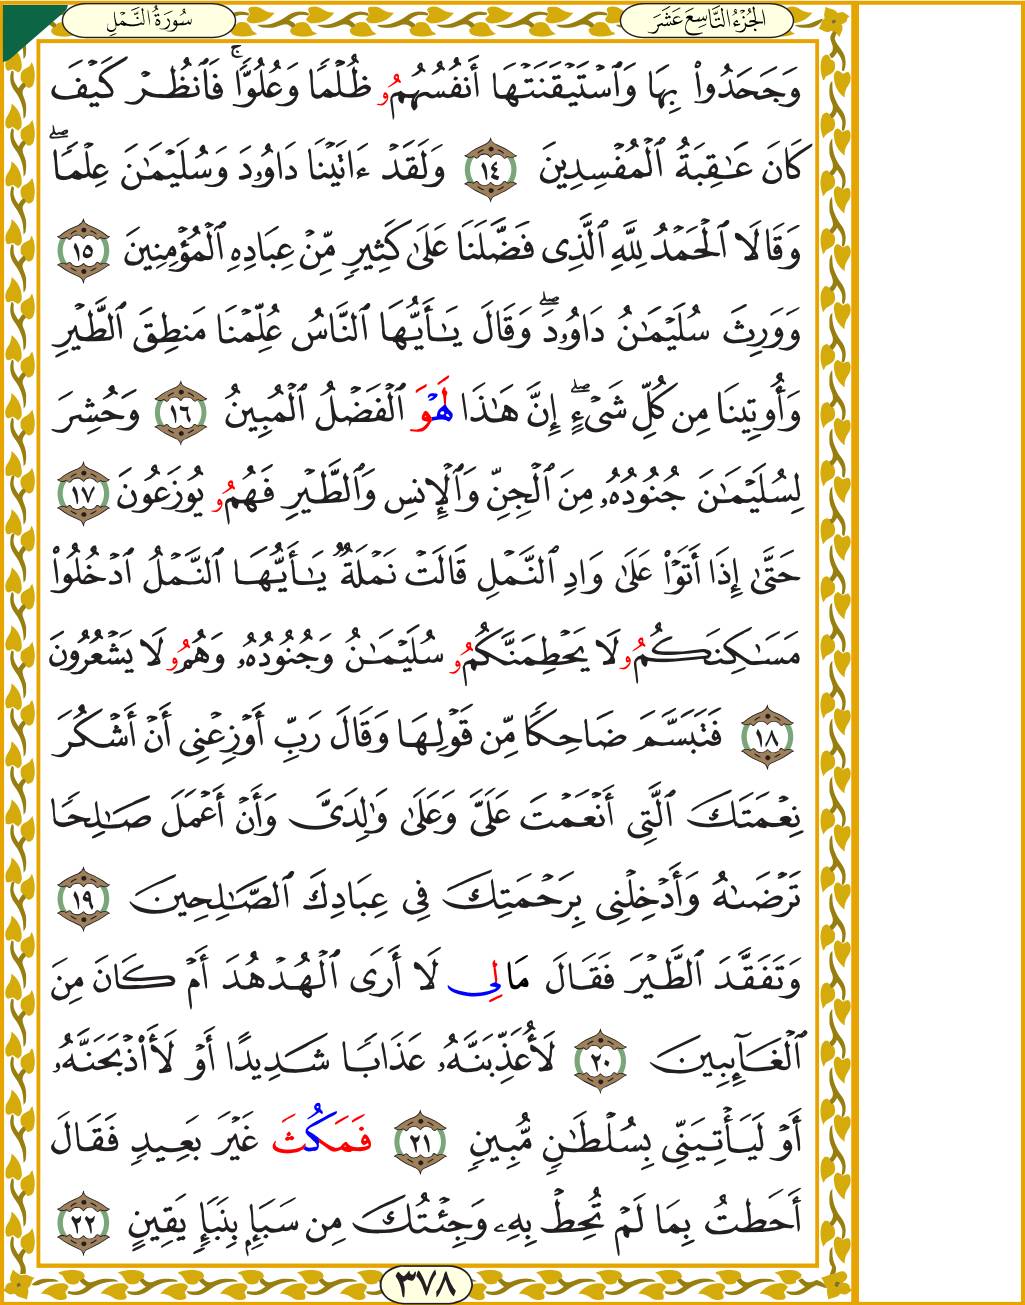 الجُزْءُ التَّاسِعَ عَشَرَ
سُورَةُ النَّمْلِ
وَجَحَدُواْ بِهَا وَٱسْتَيْقَنَتْهَا أَنفُسُهُمُۥ ظُلْمًا وَعُلُوًّاۚ فَٱنظُرْ كَيْفَ
كَانَ عَٰقِبَةُ ٱلْمُفْسِدِينَ ١٤ وَلَقَدْ ءَاتَيْنَا دَاوُۥدَ وَسُلَيْمَٰنَ عِلْمًاۖ
وَقَالَا ٱلْحَمْدُ لِلَّهِ ٱلَّذِى فَضَّلَنَا عَلَىٰ كَثِيرٍ مِّنْ عِبَادِهِ ٱلْمُؤْمِنِينَ ١٥
وَوَرِثَ سُلَيْمَٰنُ دَاوُۥدَۖ وَقَالَ يَٰٓأَيُّهَا ٱلنَّاسُ عُلِّمْنَا مَنطِقَ ٱلطَّيْرِ
وَأُوتِينَا مِن كُلِّ شَىْءٍۖ إِنَّ هَٰذَا لَهْوَ ٱلْفَضْلُ ٱلْمُبِينُ ١٦ وَحُشِرَ
لِسُلَيْمَٰنَ جُنُودُهُۥ مِنَ ٱلْجِنِّ وَٱلْإِنسِ وَٱلطَّيْرِ فَهُمُۥ يُوزَعُونَ ١٧
حَتَّىٰ إِذَا أَتَوْاْ عَلَىٰ وَادِ ٱلنَّمْلِ قَالَتْ نَمْلَةٌ يَٰأَيُّهَا ٱلنَّمْلُ ٱدْخُلُواْ
مَسَٰكِنَكُمُۥ لَا يَحْطِمَنَّكُمُۥ سُلَيْمَٰنُ وَجُنُودُهُۥ وَهُمُۥ لَا يَشْعُرُونَ
١٨ فَتَبَسَّمَ ضَاحِكًا مِّن قَوْلِهَا وَقَالَ رَبِّ أَوْزِعْنِى أَنْ أَشْكُرَ
نِعْمَتَكَ ٱلَّتِى أَنْعَمْتَ عَلَىَّ وَعَلَىٰ وَٰلِدَىَّ وَأَنْ أَعْمَلَ صَٰلِحًا
تَرْضَىٰهُ وَأَدْخِلْنِى بِرَحْمَتِكَ فِى عِبَادِكَ ٱلصَّٰلِحِينَ ١٩
وَتَفَقَّدَ ٱلطَّيْرَ فَقَالَ مَا لِى لَا أَرَى ٱلْهُدْهُدَ أَمْ كَانَ مِنَ
ٱلْغَآئِبِينَ ٢٠ لَأُعَذِّبَنَّهُۥ عَذَابًا شَدِيدًا أَوْ لَأَاْذْبَحَنَّهُۥ
أَوْ لَيَأْتِيَنِّى بِسُلْطَٰنٍ مُّبِينٍ ٢١ فَمَكُثَ غَيْرَ بَعِيدٍ فَقَالَ
أَحَطتُ بِمَا لَمْ تُحِطْ بِهِۦ وَجِئْتُكَ مِن سَبَإٍ بِنَبَإٍ يَقِينٍ ٢٢
٣٧٨